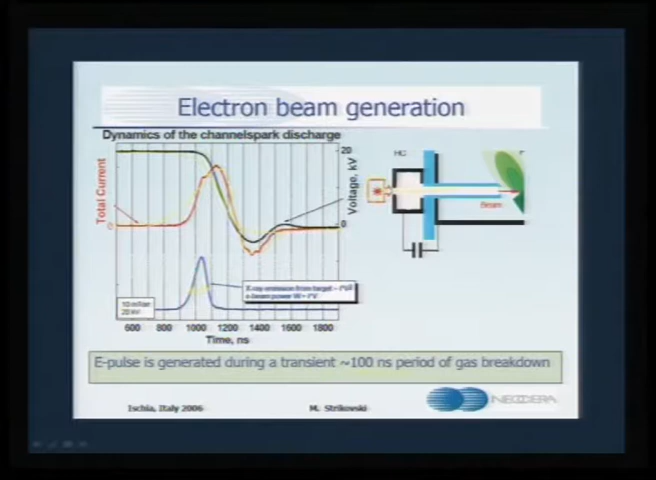 Electron beam generation
Dynamics of the channelspark discharge
Total Current
0
20
Voltage, kV
0
HC
Beam
X-ray emission from target ~
e-beam power W = I*V
10 mTorr
20 kV
600 800 1000 1200 1400 1600 1800
Time, ns
E-pulse is generated during a transient ~100 ns period of gas breakdown
Ischia, Italy 2006
M. Strikovski
NEOCERA